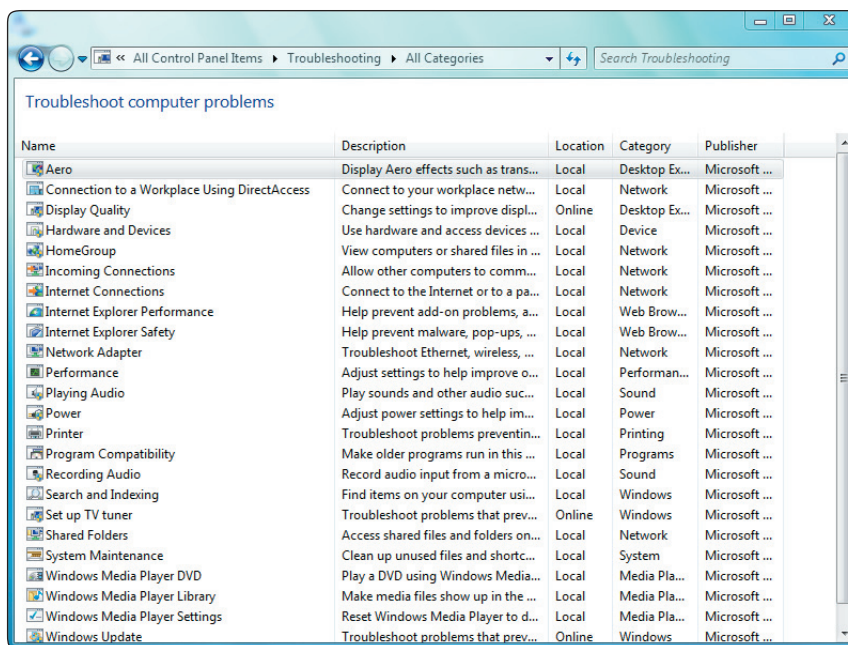 « All Control Panel Items ▸ Troubleshooting ▸ All Categories Search Troubleshooting
Troubleshoot computer problems
Name Description Location Category Publisher
Aero Display Aero effects such as trans... Local Desktop Ex... Microsoft ...
Connection to a Workplace Using DirectAccess Connect to your workplace netw... Local Network Microsoft ...
Display Quality Change settings to improve displ... Online Desktop Ex... Microsoft ...
Hardware and Devices Use hardware and access devices ... Local Device Microsoft ...
HomeGroup View computers or shared files in ... Local Network Microsoft ...
Incoming Connections Allow other computers to comm... Local Network Microsoft ...
Internet Connections Connect to the Internet or to a pa... Local Network Microsoft ...
Internet Explorer Performance Help prevent add-on problems, a... Local Web Brow... Microsoft ...
Internet Explorer Safety Help prevent malware, pop-ups, ... Local Web Brow... Microsoft ...
Network Adapter Troubleshoot Ethernet, wireless, ... Local Network Microsoft ...
Performance Adjust settings to help improve o... Local Performan... Microsoft ...
Playing Audio Play sounds and other audio suc... Local Sound Microsoft ...
Power Adjust power settings to help im... Local Power Microsoft ...
Printer Troubleshoot problems preventin... Local Printing Microsoft ...
Program Compatibility Make older programs run in this ... Local Programs Microsoft ...
Recording Audio Record audio input from a micro... Local Sound Microsoft ...
Search and Indexing Find items on your computer usi... Local Windows Microsoft ...
Set up TV tuner Troubleshoot problems that prev... Online Windows Microsoft ...
Shared Folders Access shared files and folders on... Local Network Microsoft ...
System Maintenance Clean up unused files and shortc... Local System Microsoft ...
Windows Media Player DVD Play a DVD using Windows Media... Local Media Pla... Microsoft ...
Windows Media Player Library Make media files show up in the ... Local Media Pla... Microsoft ...
Windows Media Player Settings Reset Windows Media Player to d... Local Media Pla... Microsoft ...
Windows Update Troubleshoot problems that prev... Online Windows Microsoft ...